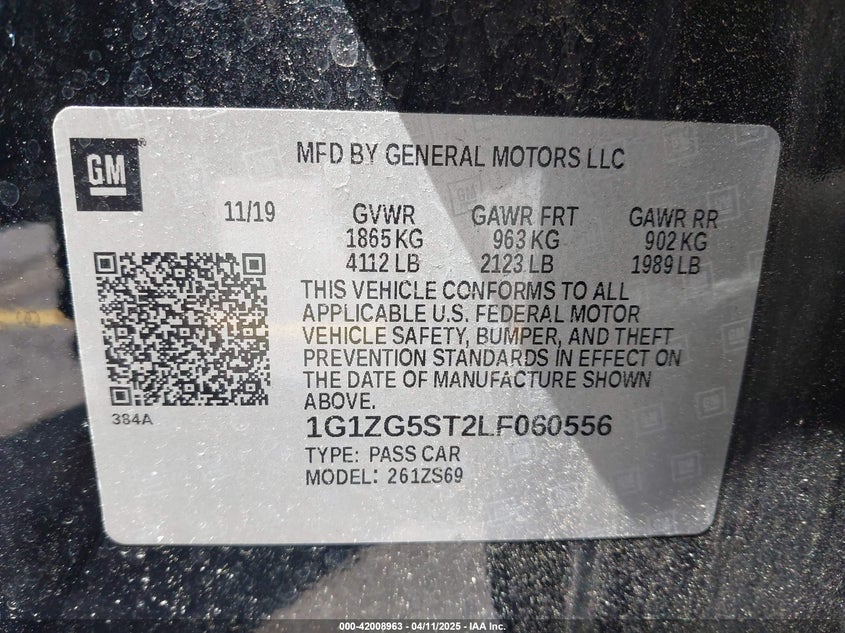 GM
MFD BY GENERAL MOTORS LLC
11/19 GVWR GAWR FRT GAWR RR
1865 KG 963 KG 902 KG
4112 LB 2123 LB 1989 LB
THIS VEHICLE CONFORMS TO ALL
APPLICABLE U.S. FEDERAL MOTOR
VEHICLE SAFETY, BUMPER, AND THEFT
PREVENTION STANDARDS IN EFFECT ON
THE DATE OF MANUFACTURE SHOWN
ABOVE.
384A
1G1ZG5ST2LF060556
TYPE: PASS CAR
MODEL: 261ZS69
000-42008963 - 04/11/2025 - IAA Inc.